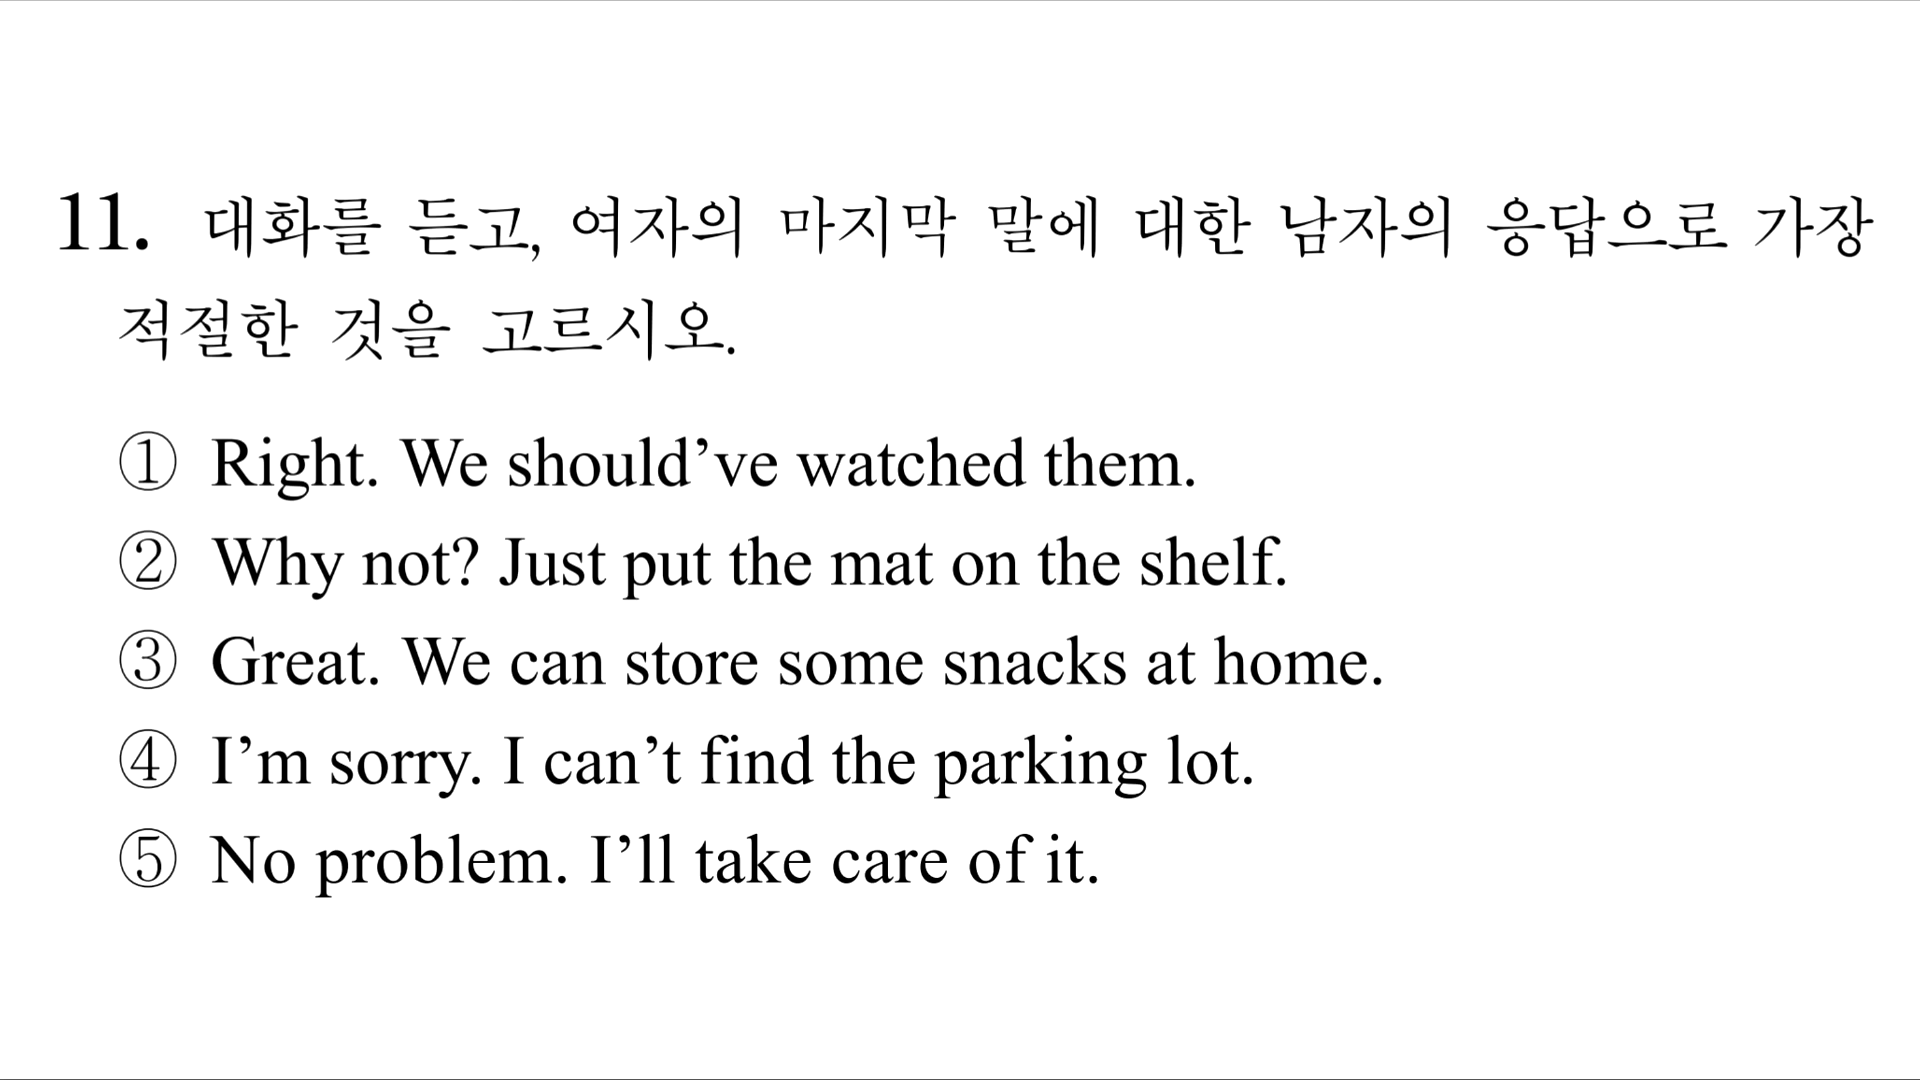 11. 대화를 듣고, 여자의 마지막 말에 대한 남자의 응답으로 가장
적절한 것을 고르시오.
① Right. We should’ve watched them.
② Why not? Just put the mat on the shelf.
③ Great. We can store some snacks at home.
④ I’m sorry. I can’t find the parking lot.
⑤ No problem. I’ll take care of it.